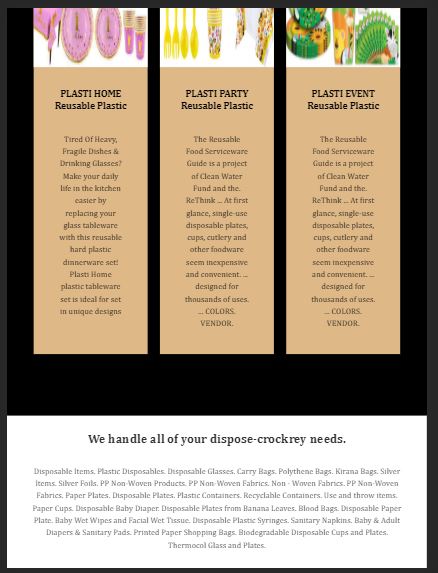 PLASTI HOME
Reusable Plastic
Tired Of Heavy,
Fragile Dishes &
Drinking Glasses?
Make your daily
life in the kitchen
easier by
replacing your
glass tableware
with this reusable
hard plastic
dinnerware set!
Plasti Home
plastic tableware
set is ideal for set
in unique designs
PLASTI PARTY
Reusable Plastic
The Reusable
Food Serviceware
Guide is a project
of Clean Water
Fund and the.
ReThink ... At first
glance, single-use
disposable plates,
cups, cutlery and
other foodware
seem inexpensive
and convenient. ...
designed for
thousands of uses.
... COLORS.
VENDOR.
PLASTI EVENT
Reusable Plastic
The Reusable
Food Serviceware
Guide is a project
of Clean Water
Fund and the.
ReThink ... At first
glance, single-use
disposable plates,
cups, cutlery and
other foodware
seem inexpensive
and convenient. ...
designed for
thousands of uses.
... COLORS.
VENDOR.
We handle all of your dispose-crockrey needs.
Disposable Items. Plastic Disposables. Disposable Glasses. Carry Bags. Polythene Bags. Kirana Bags. Silver
Items. Silver Foils. PP Non-Woven Products. PP Non-Woven Fabrics. Non - Woven Fabrics. PP Non-Woven
Fabrics. Paper Plates. Disposable Plates. Plastic Containers. Recyclable Containers. Use and throw items.
Paper Cups. Disposable Baby Diaper. Disposable Plates from Banana Leaves. Blood Bags. Disposable Paper
Plate. Baby Wet Wipes and Facial Wet Tissue. Disposable Plastic Syringes. Sanitary Napkins. Baby & Adult
Diapers & Sanitary Pads. Printed Paper Shopping Bags. Biodegradable Disposable Cups and Plates.
Thermocol Glass and Plates.